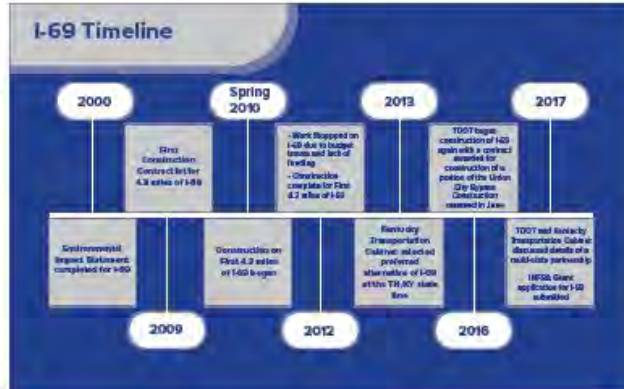 I-69 Timeline
2000
Environmental
Impact Statement
completed for I-69
First
Construction
Contract let for
4.2 miles of I-69
2009
Spring
2010
Construction on
First 4.2 miles
of I-69 began
- Work Stopped on
I-69 due to budget
issues and lack of
funding
- Construction
complete for First
4.2 miles of I-69
2012
2013
Kentucky
Transportation
Cabinet selected
preferred
alternative of I-69
at the TN/KY state
line
TDOT began
construction of I-69
again with a contract
awarded for
construction of a
portion of the Union
City Bypass
Construction
resumed in June
2016
2017
TDOT and Kentucky
Transportation Cabinet
discussed details of a
multi-state partnership
INFRA Grant
application for I-69
submitted